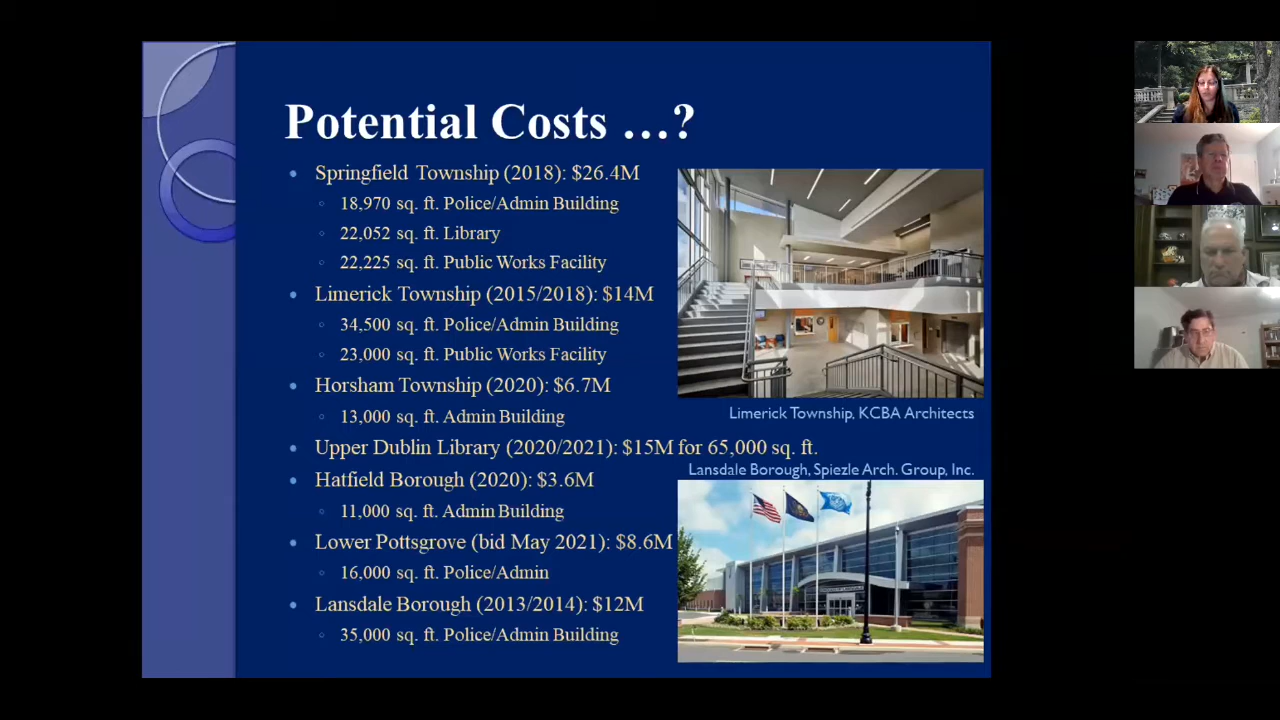 Potential Costs …?
Springfield Township (2018): $26.4M
18,970 sq. ft. Police/Admin Building
22,052 sq. ft. Library
22,225 sq. ft. Public Works Facility
Limerick Township (2015/2018): $14M
34,500 sq. ft. Police/Admin Building
23,000 sq. ft. Public Works Facility
Horsham Township (2020): $6.7M
13,000 sq. ft. Admin Building
Upper Dublin Library (2020/2021): $15M for 65,000 sq. ft.
Hatfield Borough (2020): $3.6M
11,000 sq. ft. Admin Building
Lower Pottsgrove (bid May 2021): $8.6M
16,000 sq. ft. Police/Admin
Lansdale Borough (2013/2014): $12M
35,000 sq. ft. Police/Admin Building
Limerick Township, KCBA Architects
Lansdale Borough, Spiezle Arch. Group, Inc.